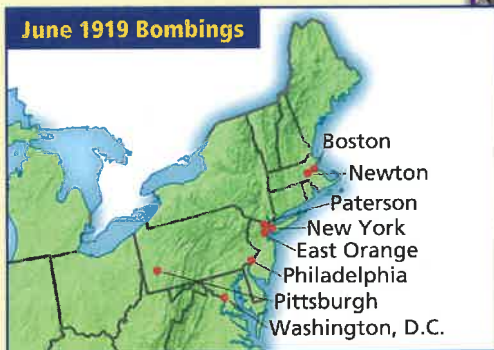 June 1919 Bombings
Boston
Newton
Paterson
New York
East Orange
Philadelphia
Pittsburgh
Washington, D.C.